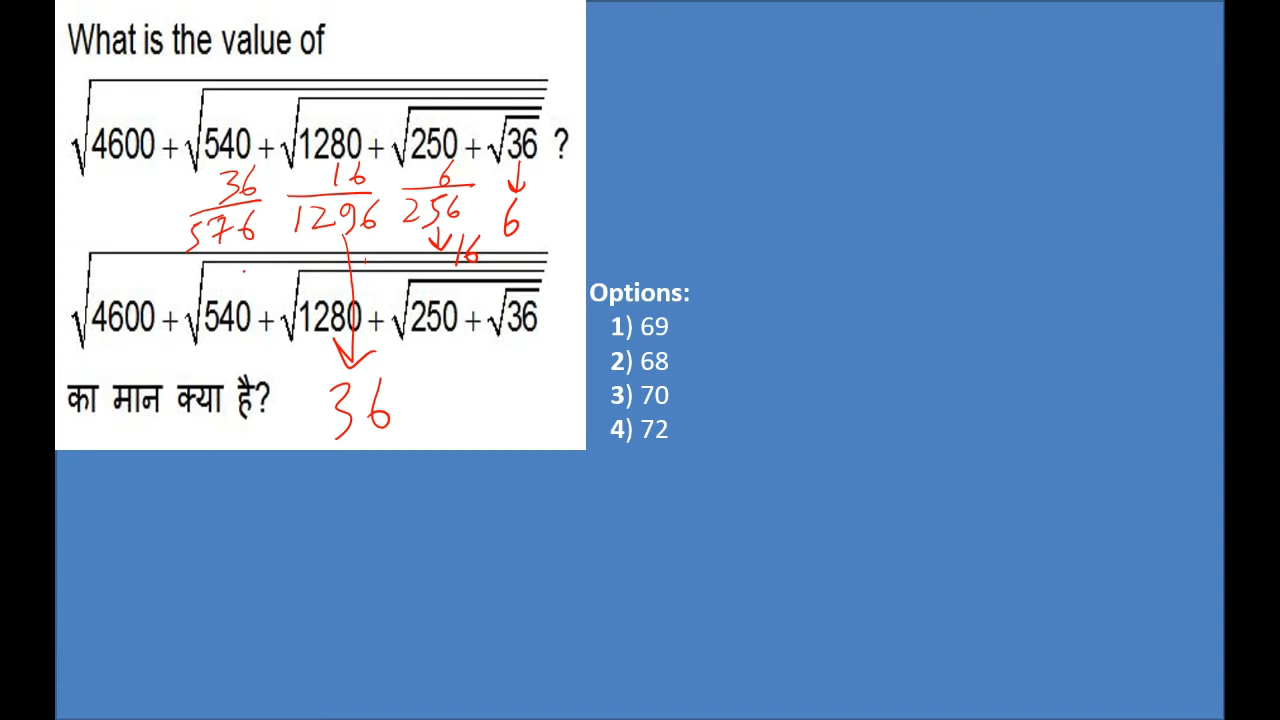 What is the value of
√4600 + √540 + √1280 + √250 + √36 ?
36 16 6
576 1296 256 6
16
√4600 + √540 + √1280 + √250 + √36
का मान क्या है?
36
Options:
1) 69
2) 68
3) 70
4) 72